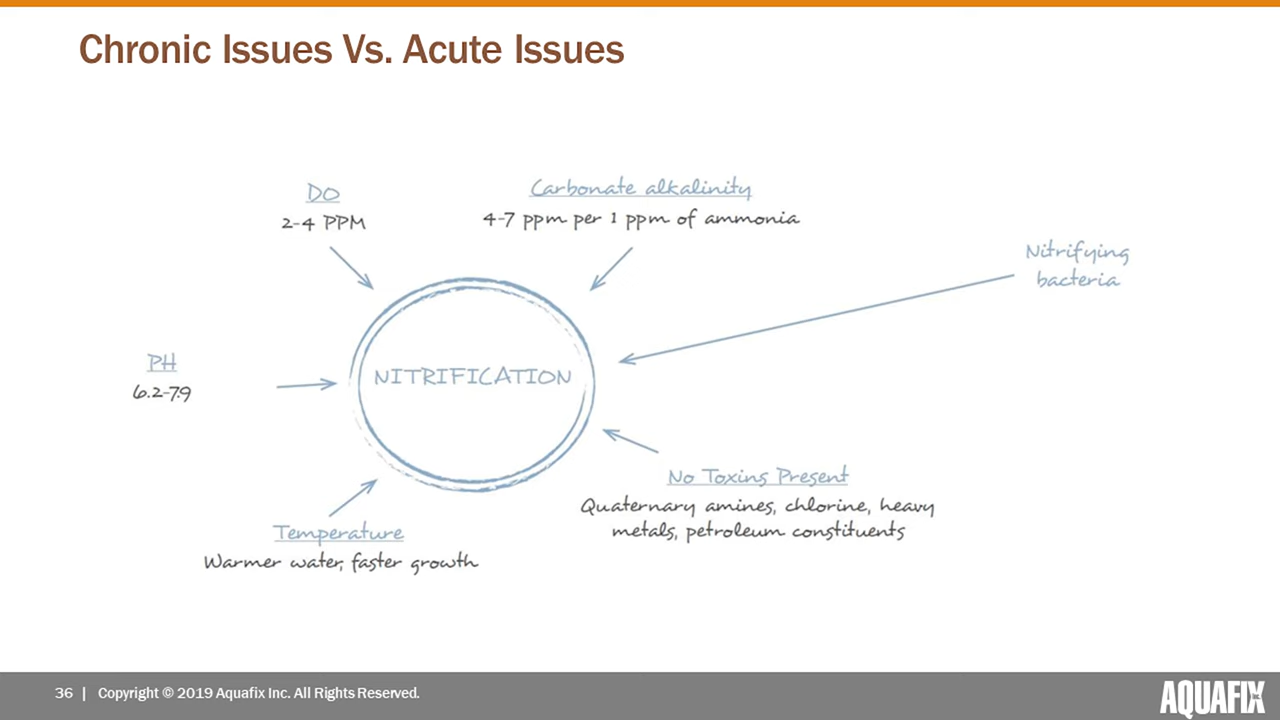 Chronic Issues Vs. Acute Issues
DO
2-4 PPM
Carbonate alkalinity
4-7 ppm per 1 ppm of ammonia
Nitrifying
bacteria
PH
6.2-7.9
NITRIFICATION
No Toxins Present
Quaternary amines, chlorine, heavy
metals, petroleum constituents
Temperature
Warmer water, faster growth
36 | Copyright © 2019 Aquafix Inc. All Rights Reserved.
AQUAFIX Inc.